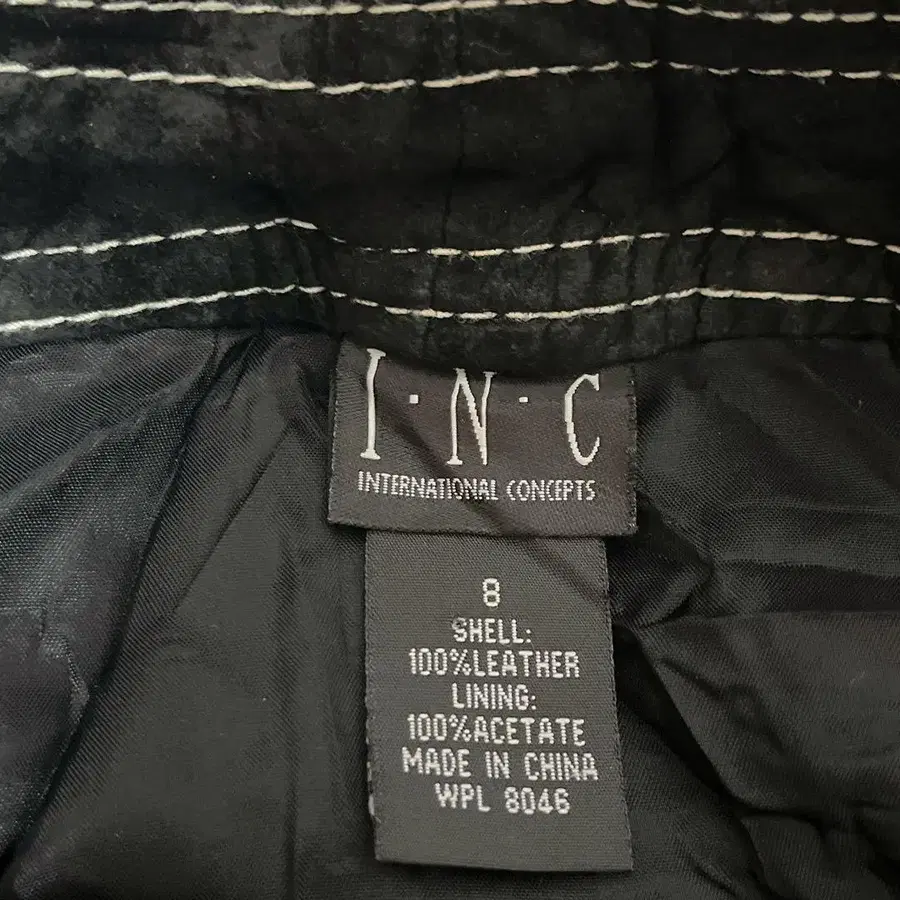 I·N·C
INTERNATIONAL CONCEPTS
8
SHELL:
100%LEATHER
LINING:
100%ACETATE
MADE IN CHINA
WPL 8046